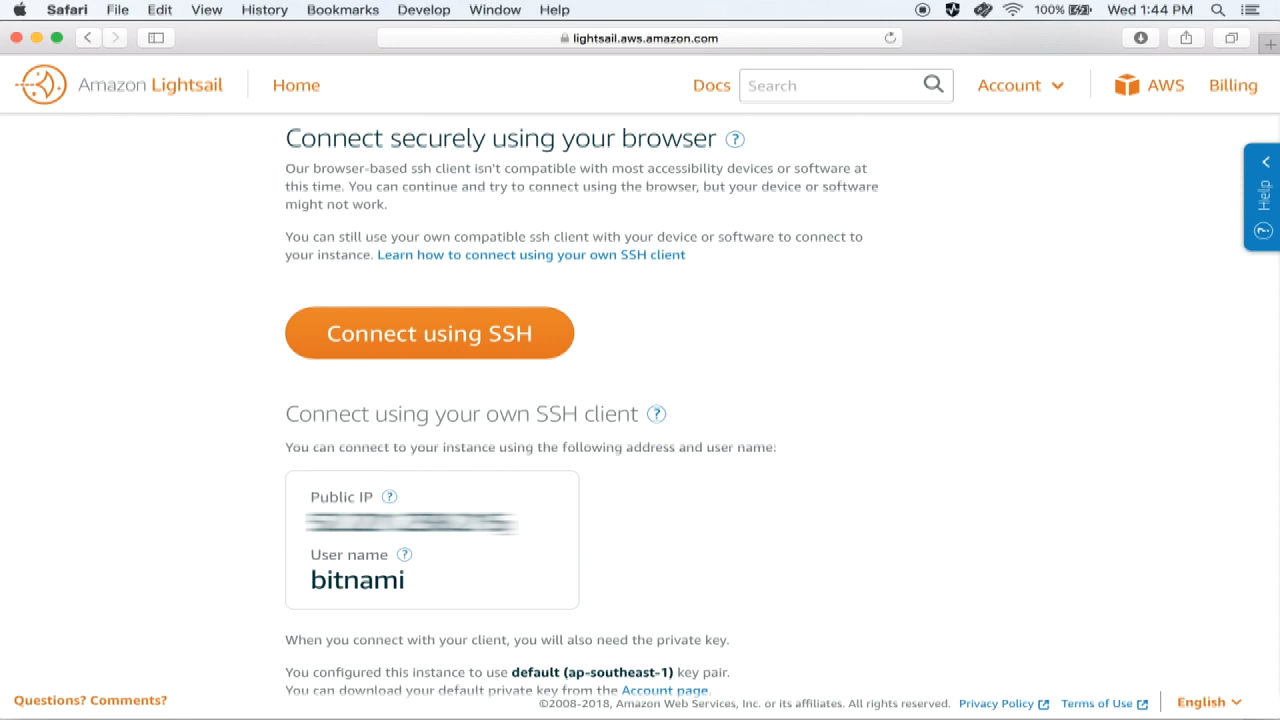 Safari File Edit View History Bookmarks Develop Window Help 100% Wed 1:44 PM
lightsail.aws.amazon.com
Amazon Lightsail Home Docs Search Account AWS Billing
Connect securely using your browser ?
Our browser-based ssh client isn't compatible with most accessibility devices or software at
this time. You can continue and try to connect using the browser, but your device or software
might not work.
Help ?
You can still use your own compatible ssh client with your device or software to connect to
your instance. Learn how to connect using your own SSH client
Connect using SSH
Connect using your own SSH client ?
You can connect to your instance using the following address and user name:
Public IP ?
User name ?
bitnami
When you connect with your client, you will also need the private key.
You configured this instance to use default (ap-southeast-1) key pair.
You can download your default private key from the Account page.
Questions? Comments? ©2008-2018, Amazon Web Services, Inc. or its affiliates. All rights reserved. Privacy Policy Terms of Use English